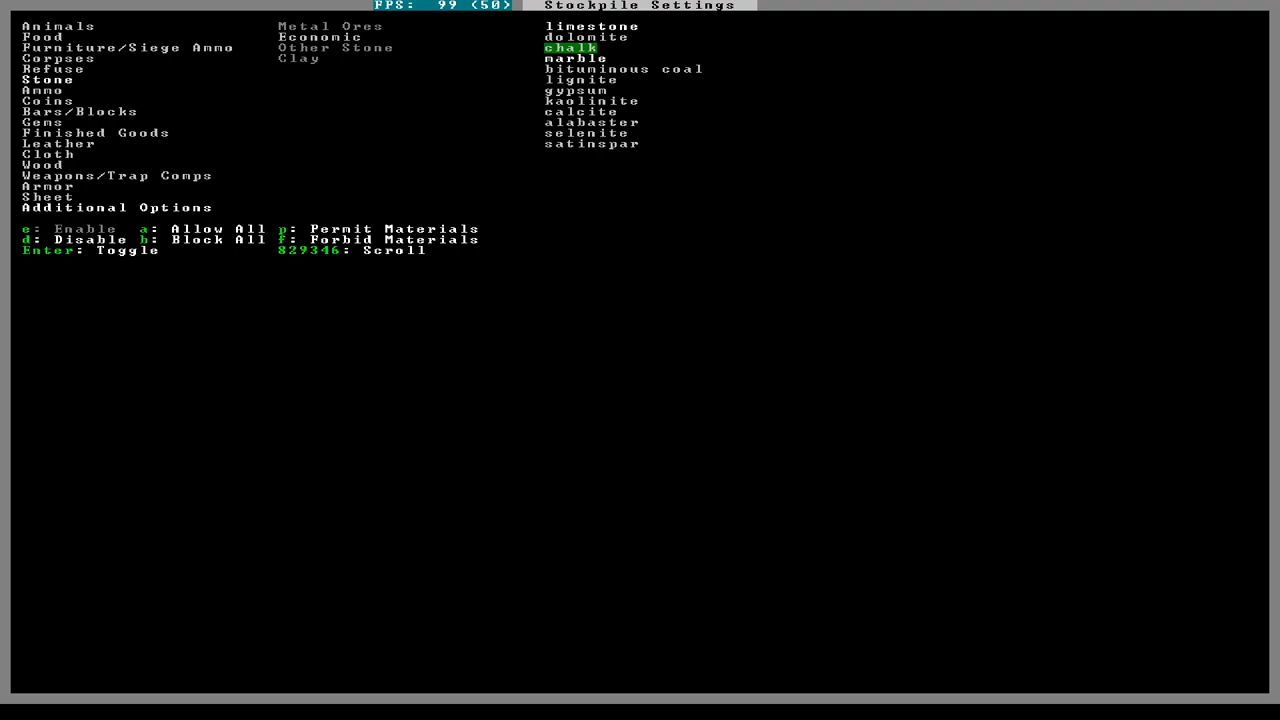 FPS: 99 (50) Stockpile Settings
Animals Metal Ores limestone
Food Economic dolomite
Furniture/Siege Ammo Other Stone chalk
Corpses Clay marble
Refuse bituminous coal
Stone lignite
Ammo gypsum
Coins kaolinite
Bars/Blocks calcite
Gems alabaster
Finished Goods selenite
Leather satinspar
Cloth
Wood
Weapons/Trap Comps
Armor
Sheet
Additional Options
e: Enable a: Allow All p: Permit Materials
d: Disable b: Block All f: Forbid Materials
Enter: Toggle 829346: Scroll